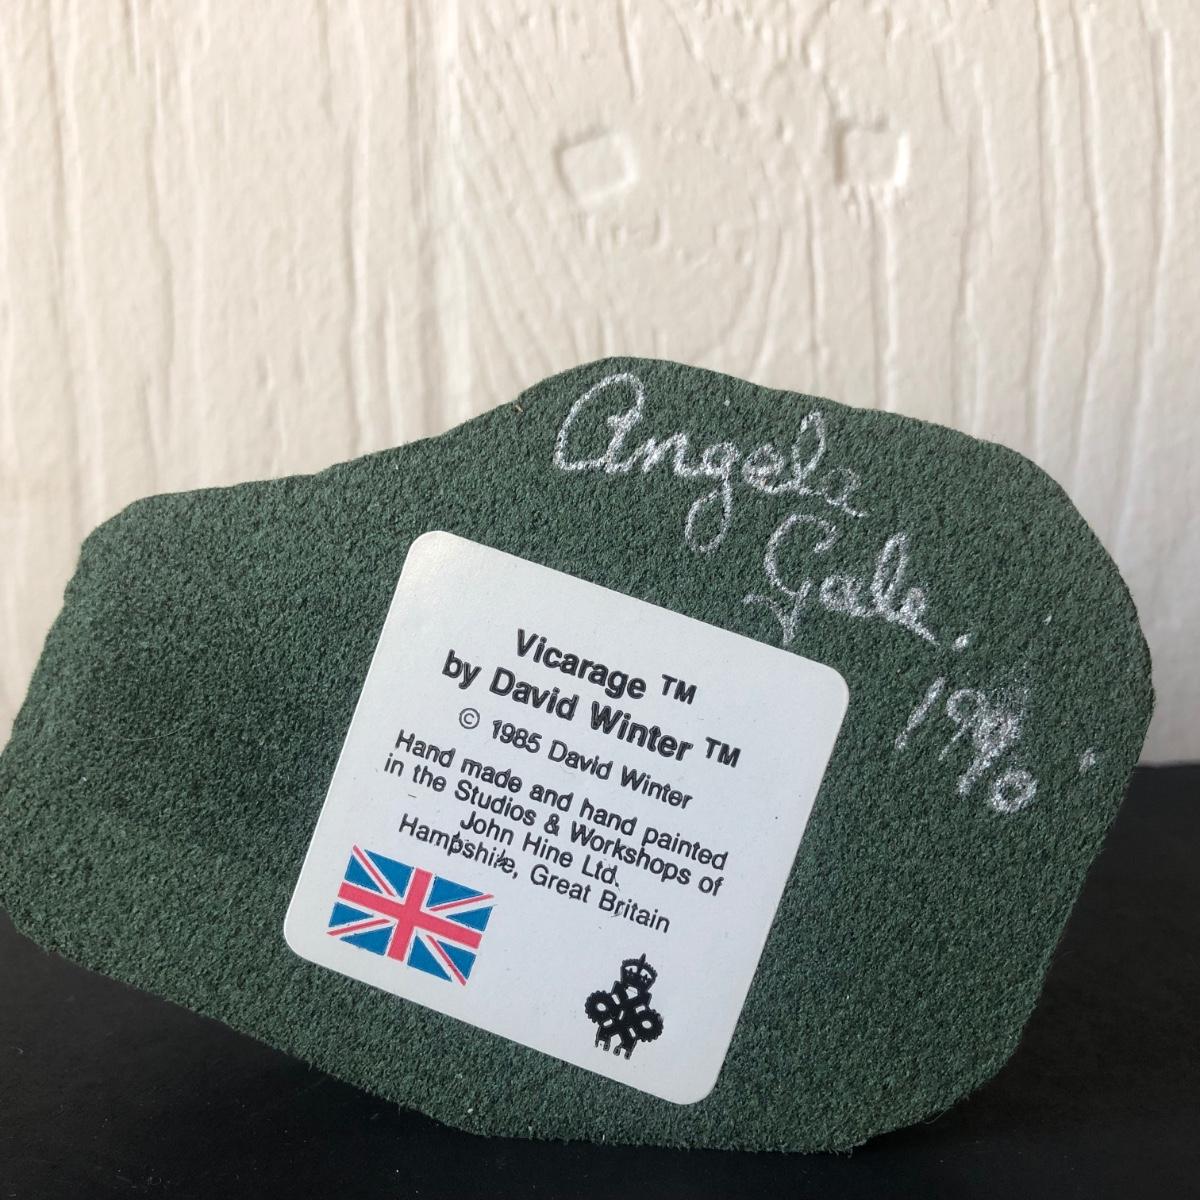 Angela
Gale.
1990
Vicarage ™
by David Winter ™
© 1985 David Winter
Hand made and hand painted
in the Studios & Workshops of
John Hine Ltd.
Hampshire, Great Britain